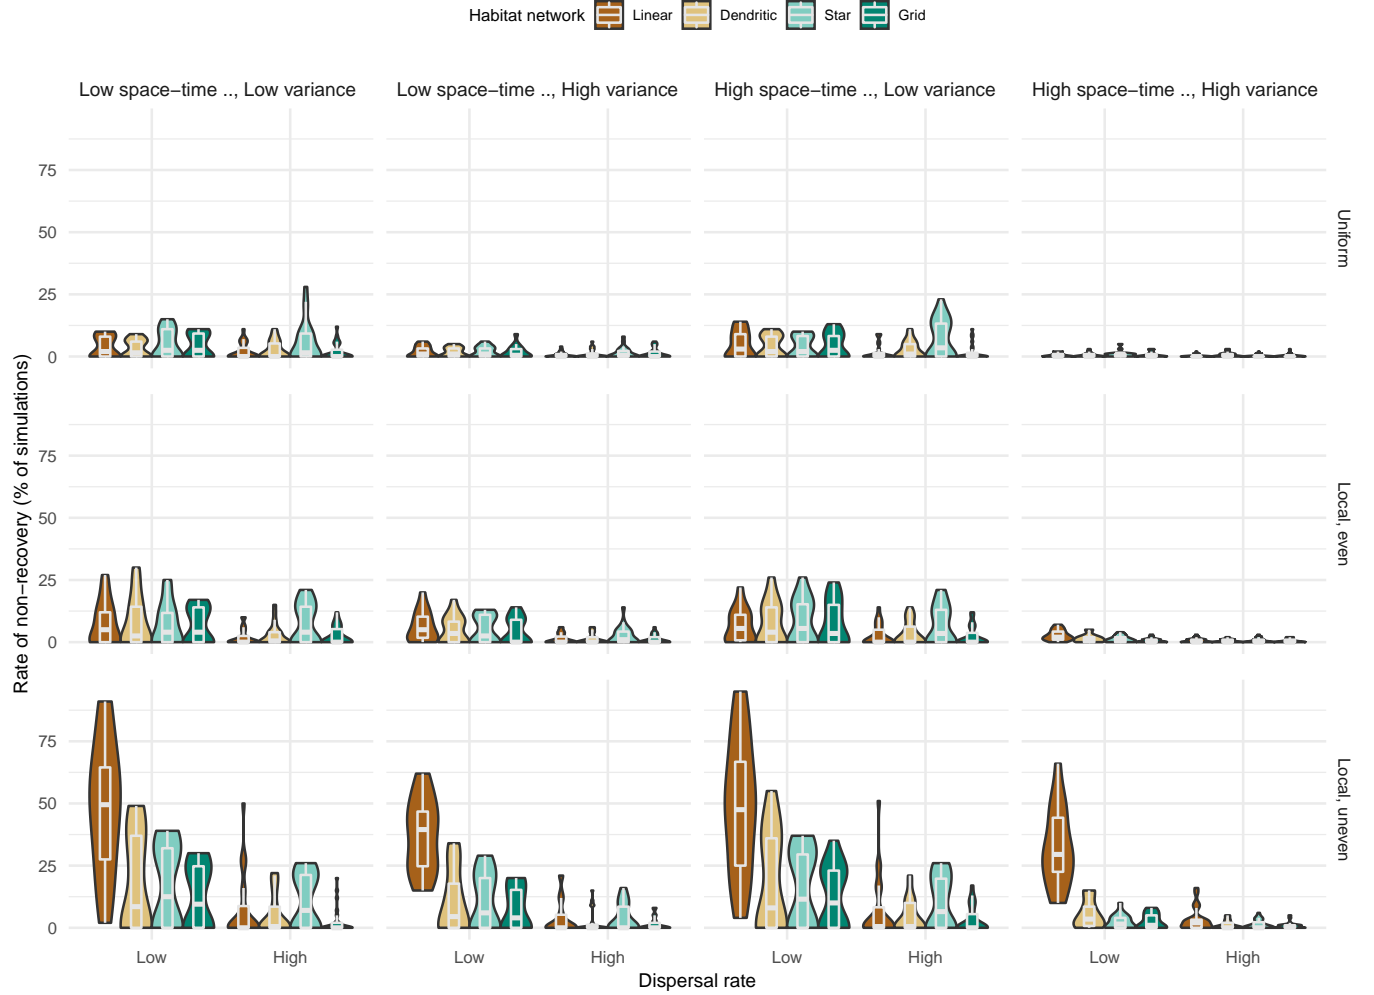 Habitat network Linear Dendritic Star Grid
Low space−time .., Low variance Low space−time .., High variance High space−time .., Low variance High space−time .., High variance
Rate of non−recovery (% of simulations)
75
50
25
0
Uniform
75
50
25
0
Local, even
75
50
25
0
Local, uneven
Low High Low High Low High Low High
Dispersal rate